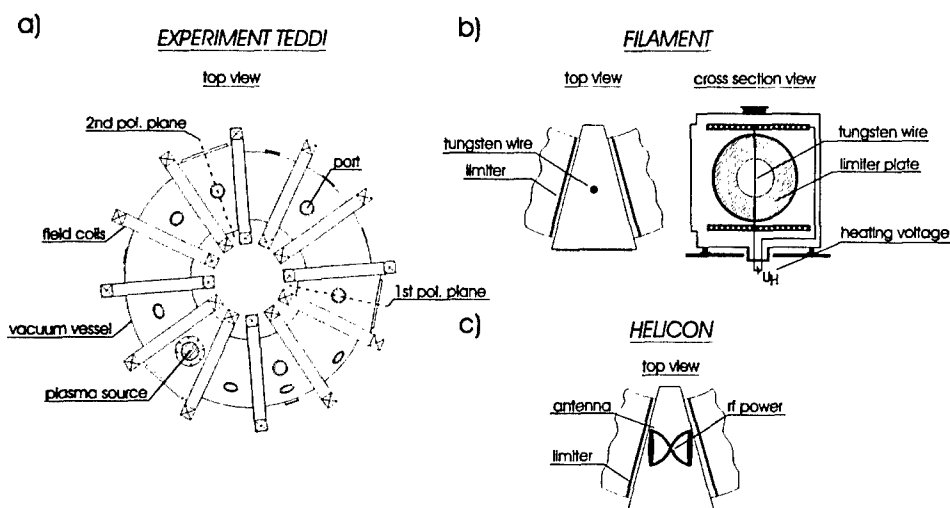 a)
EXPERIMENT TEDDI
top view
2nd pol. plane
port
field coils
1st pol. plane
vacuum vessel
plasma source
b)
FILAMENT
top view
cross section view
tungsten wire
limiter
tungsten wire
limiter plate
heating voltage
UH
c)
HELICON
top view
antenna
rf power
limiter